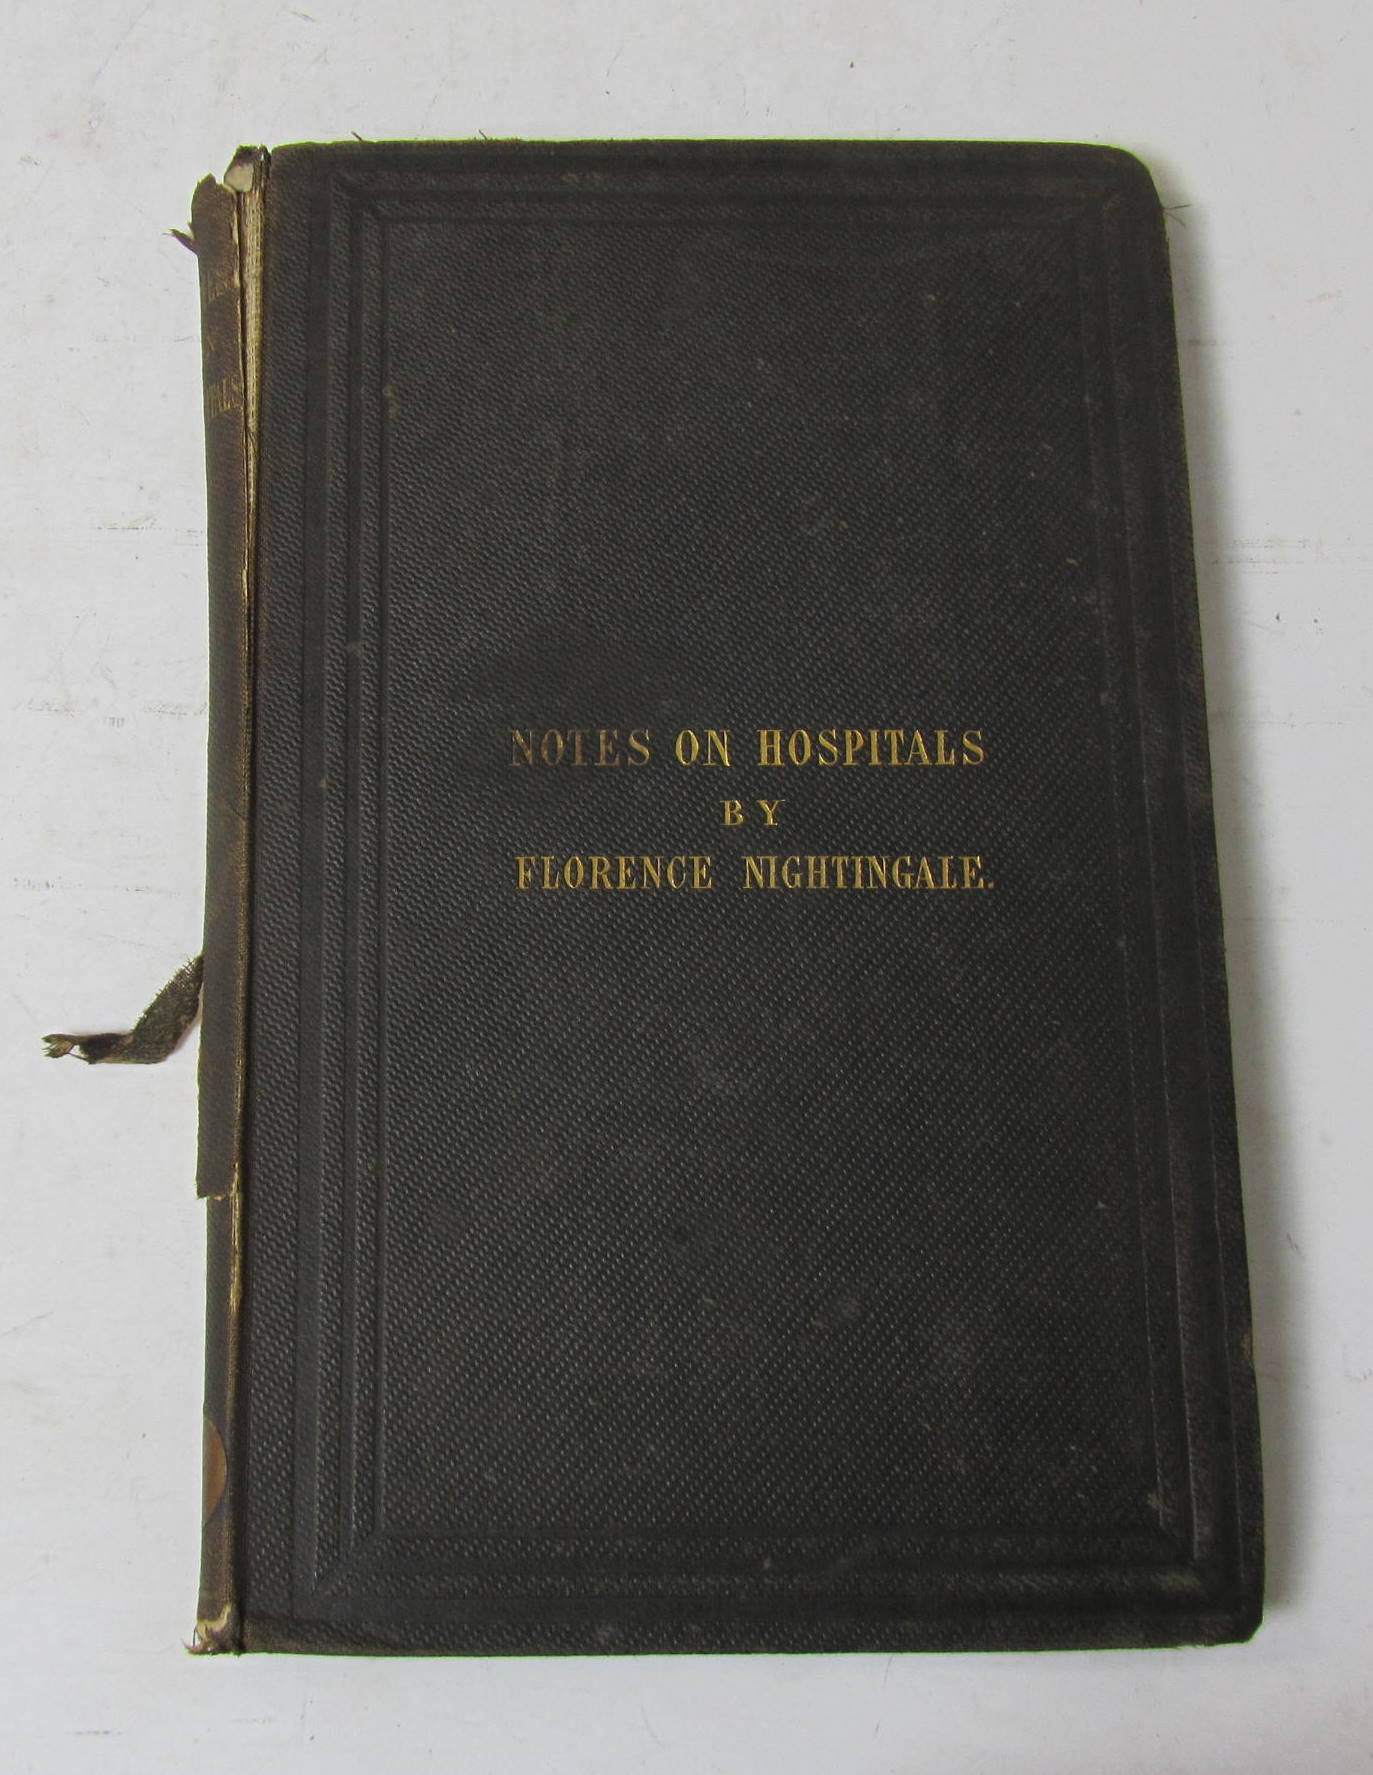 NOTES ON HOSPITALS
BY
FLORENCE NIGHTINGALE.